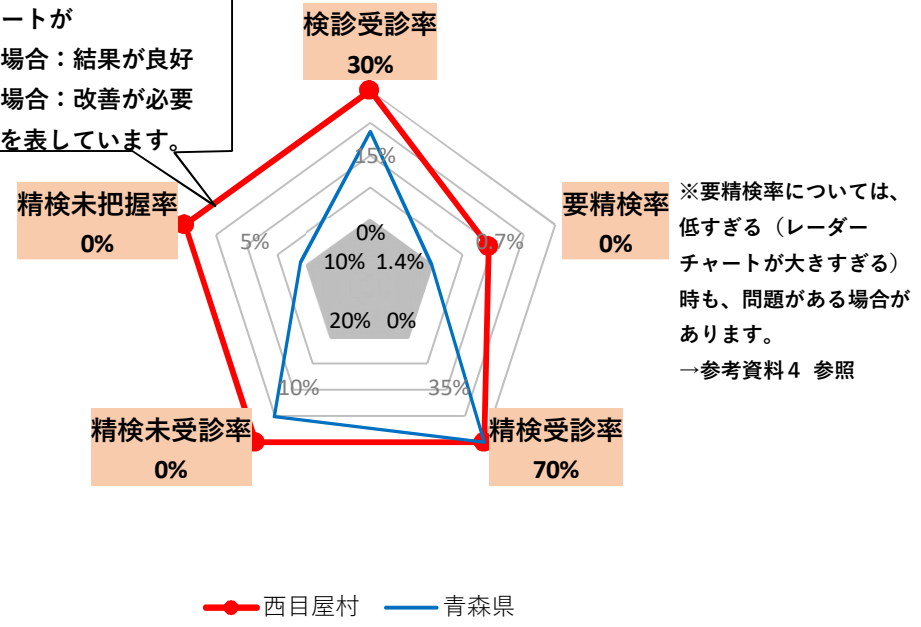 ートが
場合：結果が良好
場合：改善が必要
を表しています。
検診受診率
30%
15%
0%
精検未把握率
0%
5%
10%
要精検率
0%
0.7%
1.4%
※要精検率については、
低すぎる（レーダー
チャートが大きすぎる）
時も、問題がある場合が
あります。
→参考資料４ 参照
20%
0%
10%
35%
精検未受診率
0%
精検受診率
70%
西目屋村
青森県